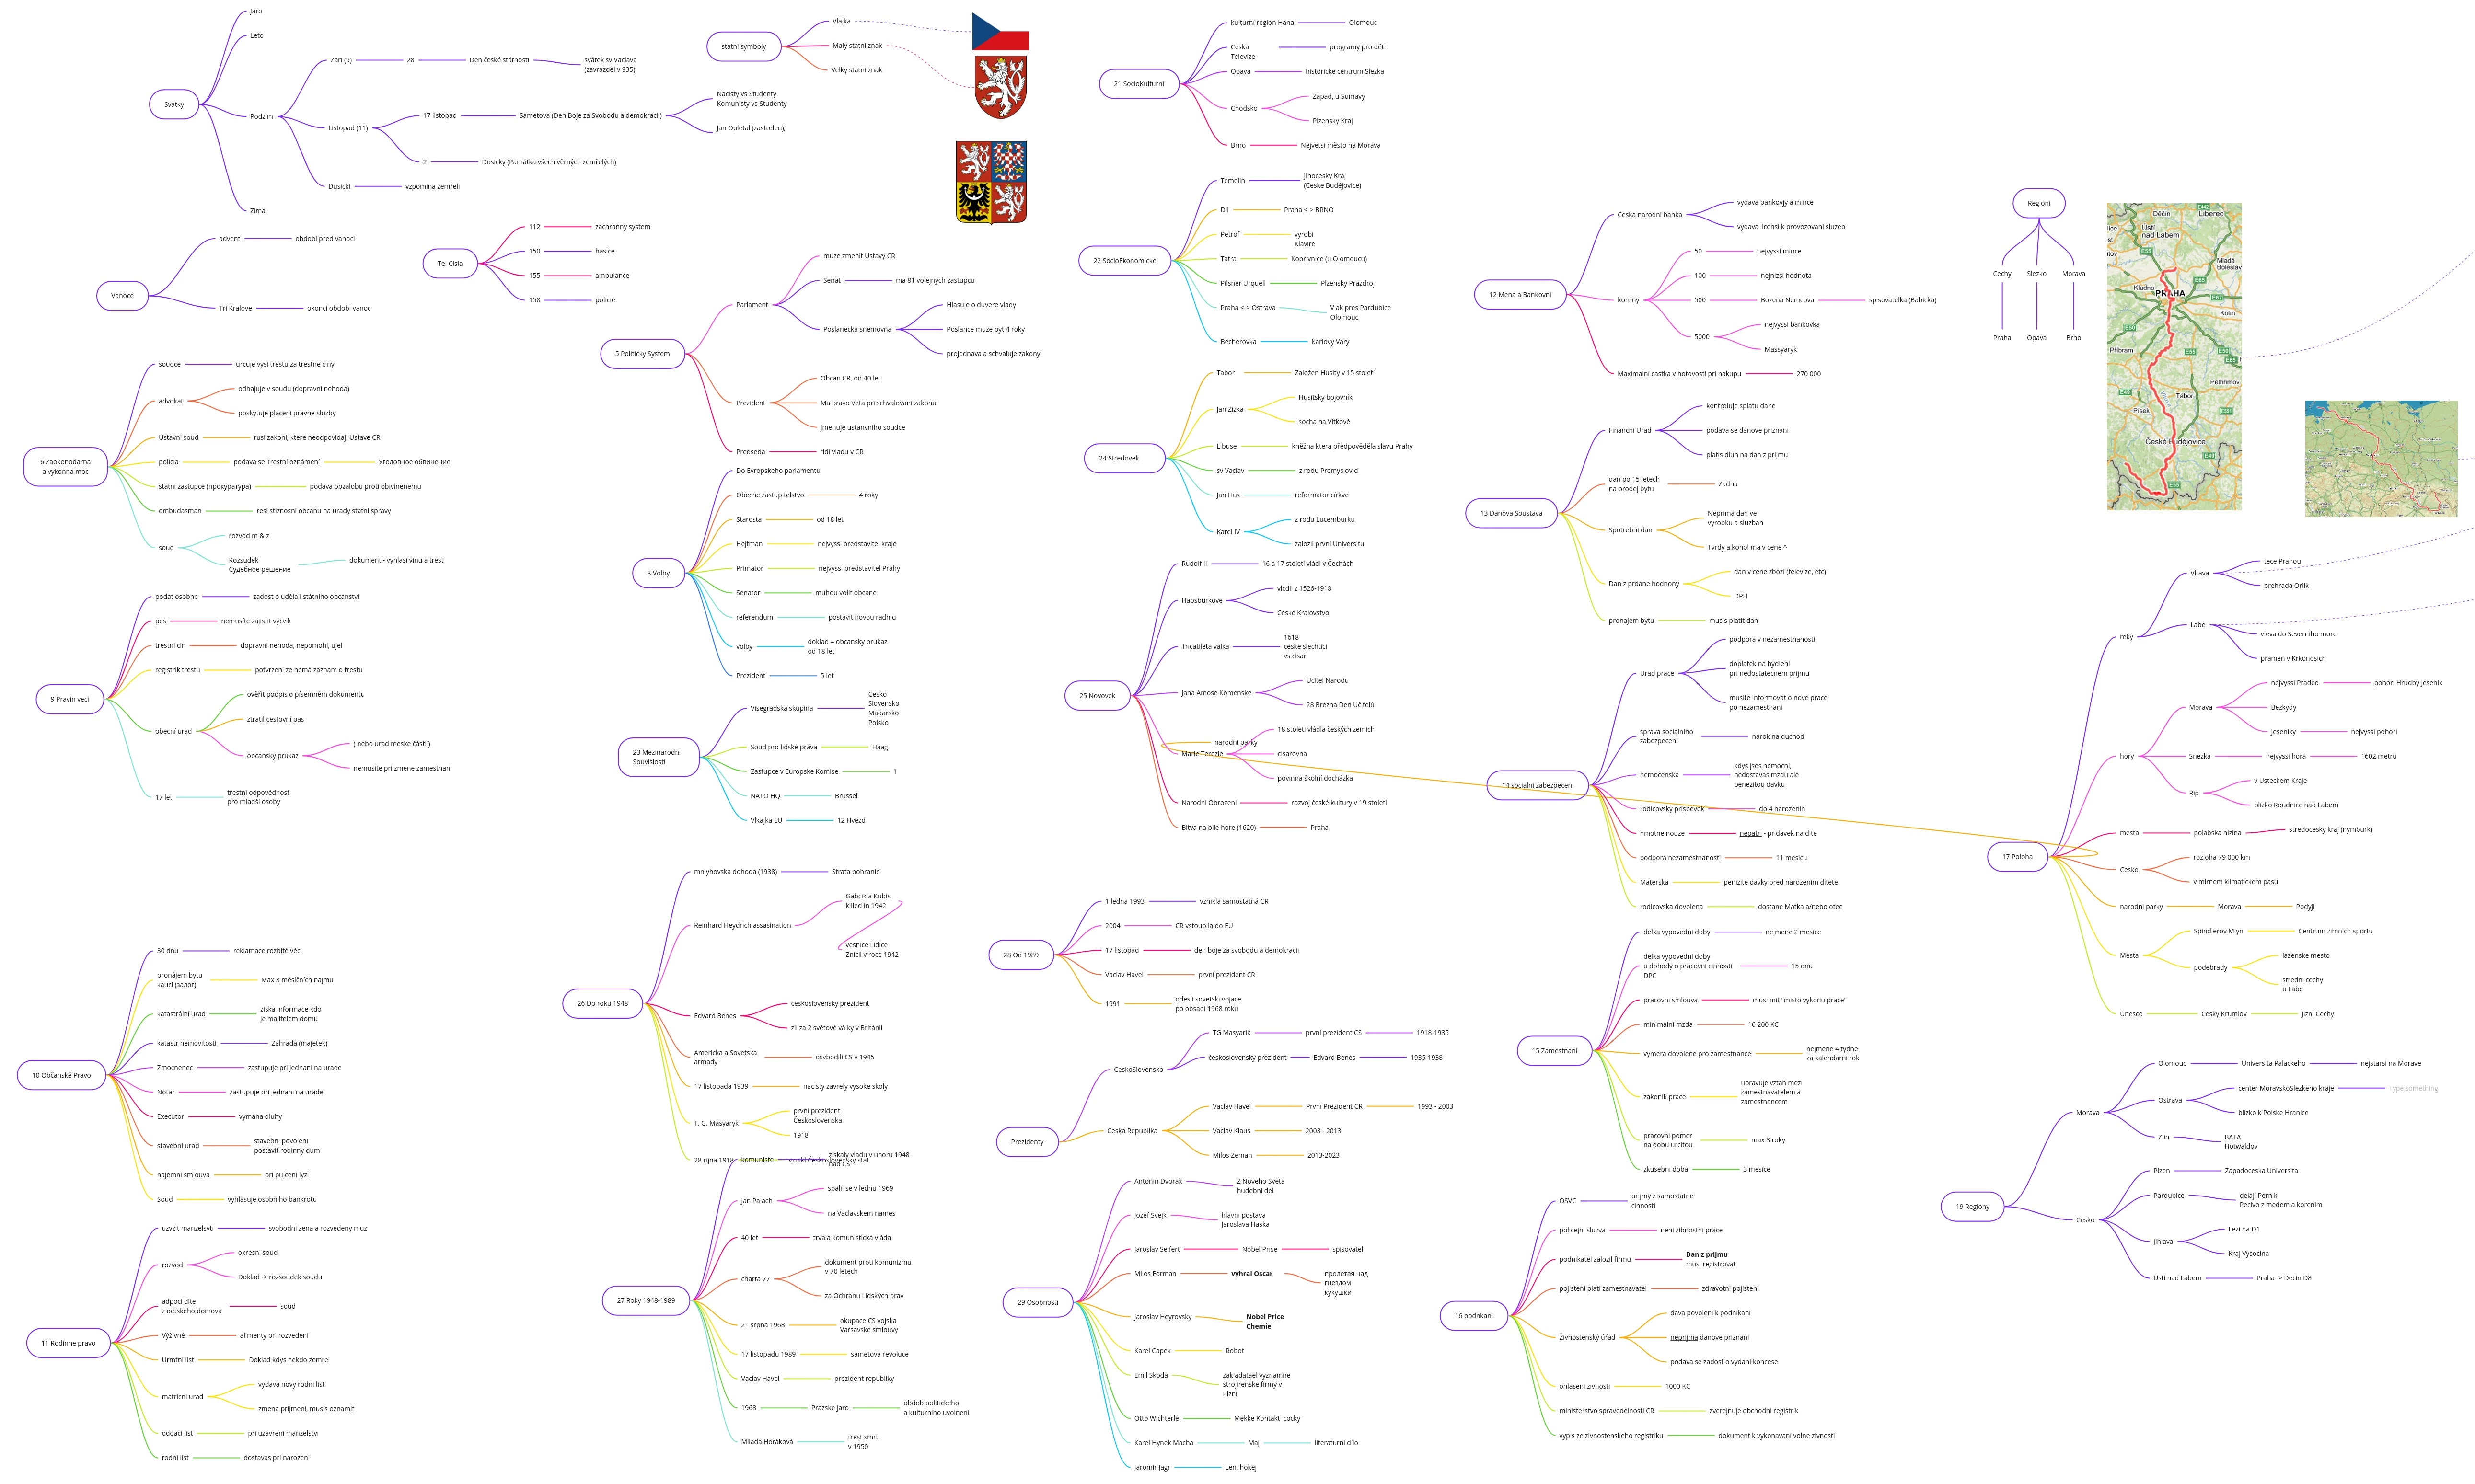 Svatky
Jaro
Leto
Podzim
Zari (9)
28
Den české státnosti
svátek sv Vaclava
(zavrazdei v 935)
Listopad (11)
17 listopad
Sametova (Den Boje za Svobodu a demokracii)
Nacisty vs Studenty
Komunisty vs Studenty
Jan Opletal (zastrelen),
2
Dusicky (Památka všech věrných zemřelých)
Dusicki
vzpomina zemřeli
Zima
statni symboly
Vlajka
Maly statni znak
Velky statni znak
Vanoce
advent
obdobi pred vanoci
Tri Kralove
okonci obdobi vanoc
Tel Cisla
112
zachranny system
150
hasice
155
ambulance
158
policie
5 Politicky System
Parlament
muze zmenit Ustavy CR
Senat
ma 81 volejnych zastupcu
Poslanecka snemovna
Hlasuje o duvere vlady
Poslance muze byt 4 roky
projednava a schvaluje zakony
Prezident
Obcan CR, od 40 let
Ma pravo Veta pri schvalovani zakonu
jmenuje ustanvniho soudce
Predseda
ridi vladu v CR
6 Zaokonodarna
a vykonna moc
soudce
urcuje vysi trestu za trestne ciny
advokat
odhajuje v soudu (dopravni nehoda)
poskytuje placeni pravne sluzby
Ustavni soud
rusi zakoni, ktere neodpovidaji Ustave CR
policia
podava se Trestní oznámení
Уголовное обвинение
statni zastupce (прокуратура)
podava obzalobu proti obivinenemu
ombudasman
resi stiznosni obcanu na urady statni spravy
soud
rozvod m & z
Rozsudek
Судебное решение
dokument - vyhlasi vinu a trest
8 Volby
Do Evropskeho parlamentu
Obecne zastupitelstvo
4 roky
Starosta
od 18 let
Hejtman
nejvyssi predstavitel kraje
Primator
nejvyssi predstavitel Prahy
Senator
muhou volit obcane
referendum
postavit novou radnici
volby
doklad = obcansky prukaz
od 18 let
Prezident
5 let
9 Pravin veci
podat osobne
zadost o udělali státního obcanstvi
pes
nemusíte zajistit výcvik
trestni cin
dopravni nehoda, nepomohl, ujel
registrik trestu
potvrzení ze nemá zaznam o trestu
obecní urad
ověřit podpis o písemném dokumentu
ztratil cestovní pas
obcansky prukaz
( nebo urad meske části )
nemusite pri zmene zamestnani
17 let
trestni odpovědnost
pro mladší osoby
23 Mezinarodni
Souvislosti
Visegradska skupina
Cesko
Slovensko
Madarsko
Polsko
Soud pro lidské práva
Haag
Zastupce v Europske Komise
1
NATO HQ
Brussel
Vlkajka EU
12 Hvezd
10 Občanské Pravo
30 dnu
reklamace rozbité věci
pronájem bytu
kauci (залог)
Max 3 měsíčních najmu
katastrální urad
ziska informace kdo
je majitelem domu
katastr nemovitosti
Zahrada (majetek)
Zmocnenec
zastupuje pri jednani na urade
Notar
zastupuje pri jednani na urade
Executor
vymaha dluhy
stavebni urad
stavebni povoleni
postavit rodinny dum
najemni smlouva
pri pujceni lyzi
Soud
vyhlasuje osobniho bankrotu
11 Rodinne pravo
uzvzit manzelsvti
svobodni zena a rozvedeny muz
rozvod
okresni soud
Doklad -> rozsoudek soudu
adpoci dite
z detskeho domova
soud
Výživné
alimenty pri rozvedeni
Urmtni list
Doklad kdys nekdo zemrel
matricni urad
vydava novy rodni list
zmena prijmeni, musis oznamit
oddaci list
pri uzavreni manzelstvi
rodni list
dostavas pri narozeni
26 Do roku 1948
mniyhovska dohoda (1938)
Strata pohranici
Reinhard Heydrich assasination
Gabcik a Kubis
killed in 1942
vesnice Lidice
Znicil v roce 1942
Edvard Benes
ceskoslovensky prezident
zil za 2 světové války v Británii
Americka a Sovetska
armady
osvbodili CS v 1945
17 listopada 1939
nacisty zavrely vysoke skoly
T. G. Masyaryk
první prezident
Československa
1918
28 rijna 1918
vznikl Československy stat
27 Roky 1948-1989
komuniste
získaly vladu v unoru 1948
nad CS
Jan Palach
spalil se v lednu 1969
na Vaclavskem names
40 let
trvala komunistická vláda
charta 77
dokument proti komunizmu
v 70 letech
za Ochranu Lidských prav
21 srpna 1968
okupace CS vojska
Varsavske smlouvy
17 listopadu 1989
sametova revoluce
Vaclav Havel
prezident republiky
1968
Prazske Jaro
obdob politickeho
a kulturniho uvolneni
Milada Horáková
trest smrti
v 1950
21 SocioKulturni
kulturní region Hana
Olomouc
Ceska
Televize
programy pro děti
Opava
historicke centrum Slezka
Chodsko
Zapad, u Sumavy
Plzensky Kraj
Brno
Nejvetsi město na Morava
22 SocioEkonomicke
Temelin
Jihocesky Kraj
(Ceske Budějovice)
D1
Praha <-> BRNO
Petrof
vyrobi
Klavire
Tatra
Koprivnice (u Olomoucu)
Pilsner Urquell
Plzensky Prazdroj
Praha <-> Ostrava
Vlak pres Pardubice
Olomouc
Becherovka
Karlovy Vary
24 Stredovek
Tabor
Založen Husity v 15 století
Jan Zizka
Husitsky bojovník
socha na Vítkově
Libuse
kněžna ktera předpověděla slavu Prahy
sv Vaclav
z rodu Premyslovici
Jan Hus
reformator církve
Karel IV
z rodu Lucemburku
zalozil první Universitu
25 Novovek
Rudolf II
16 a 17 století vládl v Čechách
Habsburkove
vlcdli z 1526-1918
Ceske Kralovstvo
Tricatileta válka
1618
ceske slechtici
vs cisar
Jana Amose Komenske
Ucitel Narodu
28 Brezna Den Učitelů
narodni parky
Marie Terezie
18 stoleti vládla českých zemich
cisarovna
povinna školní docházka
Narodni Obrozeni
rozvoj české kultury v 19 století
Bitva na bile hore (1620)
Praha
28 Od 1989
1 ledna 1993
vznikla samostatná CR
2004
CR vstoupila do EU
17 listopad
den boje za svobodu a demokracii
Vaclav Havel
první prezident CR
1991
odesli sovetski vojace
po obsadí 1968 roku
Prezidenty
CeskoSlovensko
TG Masyarik
první prezident CS
1918-1935
československý prezident
Edvard Benes
1935-1938
Ceska Republika
Vaclav Havel
První Prezident CR
1993 - 2003
Vaclav Klaus
2003 - 2013
Milos Zeman
2013-2023
29 Osobnosti
Antonin Dvorak
Z Noveho Sveta
hudebni del
Jozef Svejk
hlavni postava
Jaroslava Haska
Jaroslav Seifert
Nobel Prise
spisovatel
Milos Forman
vyhral Oscar
пролетая над
гнездом
кукушки
Jaroslav Heyrovsky
Nobel Price
Chemie
Karel Capek
Robot
Emil Skoda
zakladatael vyznamne
strojirenske firmy v
Plzni
Otto Wichterle
Mekke Kontaktı cocky
Karel Hynek Macha
Maj
literaturni dílo
Jaromir Jagr
Leni hokej
12 Mena a Bankovni
Ceska narodni banka
vydava bankovjy a mince
vydava licensi k provozovani sluzeb
koruny
50
nejvyssi mince
100
nejnizsi hodnota
500
Bozena Nemcova
spisovatelka (Babicka)
5000
nejvyssi bankovka
Massyaryk
Maximalni castka v hotovosti pri nakupu
270 000
13 Danova Soustava
Financni Urad
kontroluje splatu dane
podava se danove priznani
platis dluh na dan z prijmu
dan po 15 letech
na prodej bytu
Zadna
Spotrebni dan
Neprima dan ve
vyrobku a sluzbah
Tvrdy alkohol ma v cene ^
Dan z prdane hodnony
dan v cene zbozi (televize, etc)
DPH
pronajem bytu
musis platit dan
14 socialni zabezpeceni
Urad prace
podpora v nezamestnanosti
doplatek na bydleni
pri nedostatecnem prijmu
musite informovat o nove prace
po nezamestnani
sprava socialniho
zabezpeceni
narok na duchod
nemocenska
kdys jses nemocni,
nedostavas mzdu ale
penezitou davku
rodicovsky prispevek
do 4 narozenin
hmotne nouze
nepatri - pridavek na dite
podpora nezamestnanosti
11 mesicu
Materska
penizite davky pred narozenim ditete
rodicovska dovolena
dostane Matka a/nebo otec
15 Zamestnani
delka vypovedni doby
nejmene 2 mesice
delka vypovedni doby
u dohody o pracovni cinnosti
DPC
15 dnu
pracovni smlouva
musi mit "misto vykonu prace"
minimalni mzda
16 200 KC
vymera dovolene pro zamestnance
nejmene 4 tydne
za kalendarni rok
zakonik prace
upravuje vztah mezi
zamestnavatelem a
zamestnancem
pracovni pomer
na dobu urcitou
max 3 roky
zkusebni doba
3 mesice
16 podnkani
OSVC
prijmy z samostatne
cinnosti
policejni sluzva
neni zibnostni prace
podnikatel zalozil firmu
Dan z prijmu
musi registrovat
pojisteni plati zamestnavatel
zdravotni pojisteni
Živnostenský úřad
dava povoleni k podnikani
neprijma danove priznani
podava se zadost o vydani koncese
ohlaseni zivnosti
1000 KC
ministerstvo spravedelnosti CR
zverejnuje obchodni registrik
vypis ze zivnostenskeho registriku
dokument k vykonavani volne zivnosti
Regioni
Cechy
Slezko
Morava
Praha
Opava
Brno
Děčín
Liberec
Ústí
nad Labem
Mladá
Boleslav
Kladno
PRAHA
Kolín
Příbram
Pelhřimov
Tábor
Písek
České Budějovice
17 Poloha
reky
Vltava
tece Prahou
prehrada Orlik
Labe
vleva do Severniho more
pramen v Krkonosich
hory
Morava
nejvyssi Praded
pohori Hrudby Jesenik
Bezkydy
Jeseniky
nejvyssi pohori
Snezka
nejvyssi hora
1602 metru
Rip
v Usteckem Kraje
blizko Roudnice nad Labem
mesta
polabska nizina
stredocesky kraj (nymburk)
Cesko
rozloha 79 000 km
v mirnem klimatickem pasu
narodni parky
Morava
Podyji
Mesta
Spindlerov Mlyn
Centrum zimnich sportu
podebrady
lazenske mesto
stredni cechy
u Labe
Unesco
Cesky Krumlov
Jizni Cechy
19 Regiony
Morava
Olomouc
Universita Palackeho
nejstarsi na Morave
Ostrava
center MoravskoSlezkeho kraje
Type something
blizko k Polske Hranice
Zlin
BATA
Hotwaldov
Cesko
Plzen
Zapadoceska Universita
Pardubice
delaji Pernik
Pecivo z medem a korenim
Jihlava
Lezi na D1
Kraj Vysocina
Usti nad Labem
Praha -> Decin D8